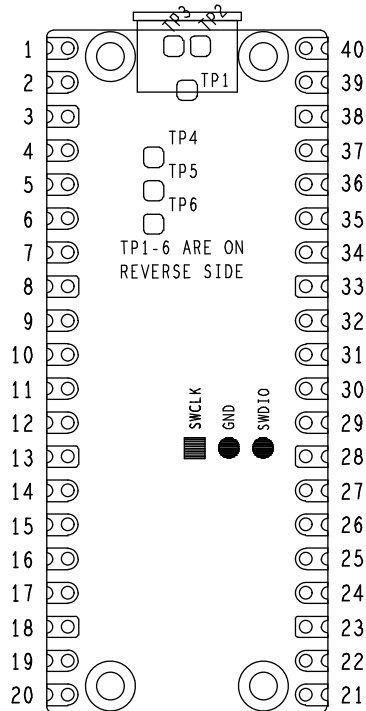 TP3 TP2
1 40
2 39
TP1
3 38
4 TP4 37
5 TP5 36
6 TP6 35
7 TP1-6 ARE ON 34
8 REVERSE SIDE 33
9 32
10 31
11 30
12 SWCLK GND SWDIO 29
13 28
14 27
15 26
16 25
17 24
18 23
19 22
20 21